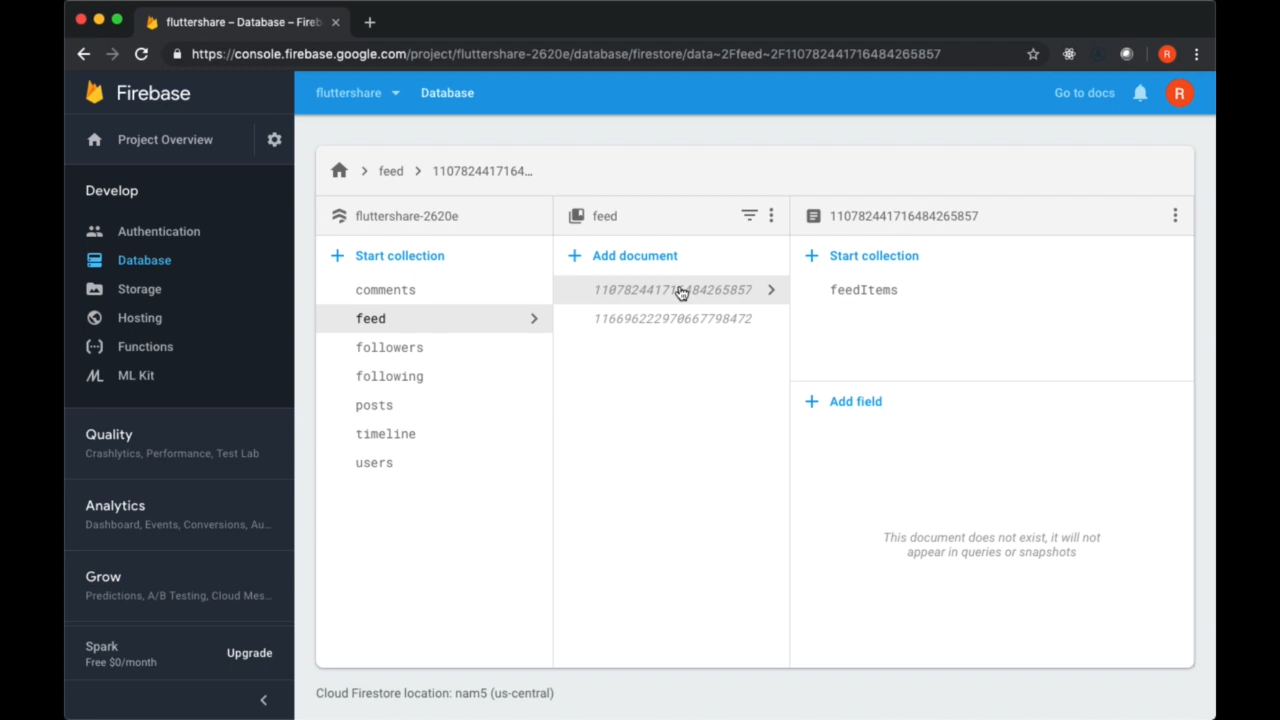 fluttershare – Database – Fireb
https://console.firebase.google.com/project/fluttershare-2620e/database/firestore/data~2Ffeed~2F110782441716484265857
R
Firebase
fluttershare
Database
Go to docs
R
Project Overview
Develop
Authentication
Database
Storage
Hosting
Functions
ML Kit
Quality
Crashlytics, Performance, Test Lab
Analytics
Dashboard, Events, Conversions, Au...
Grow
Predictions, A/B Testing, Cloud Mes...
Spark
Free $0/month
Upgrade
feed
1107824417164...
fluttershare-2620e
Start collection
comments
feed
followers
following
posts
timeline
users
feed
Add document
110782441716484265857
116696222970667798472
110782441716484265857
Start collection
feedItems
Add field
This document does not exist, it will not
appear in queries or snapshots
Cloud Firestore location: nam5 (us-central)